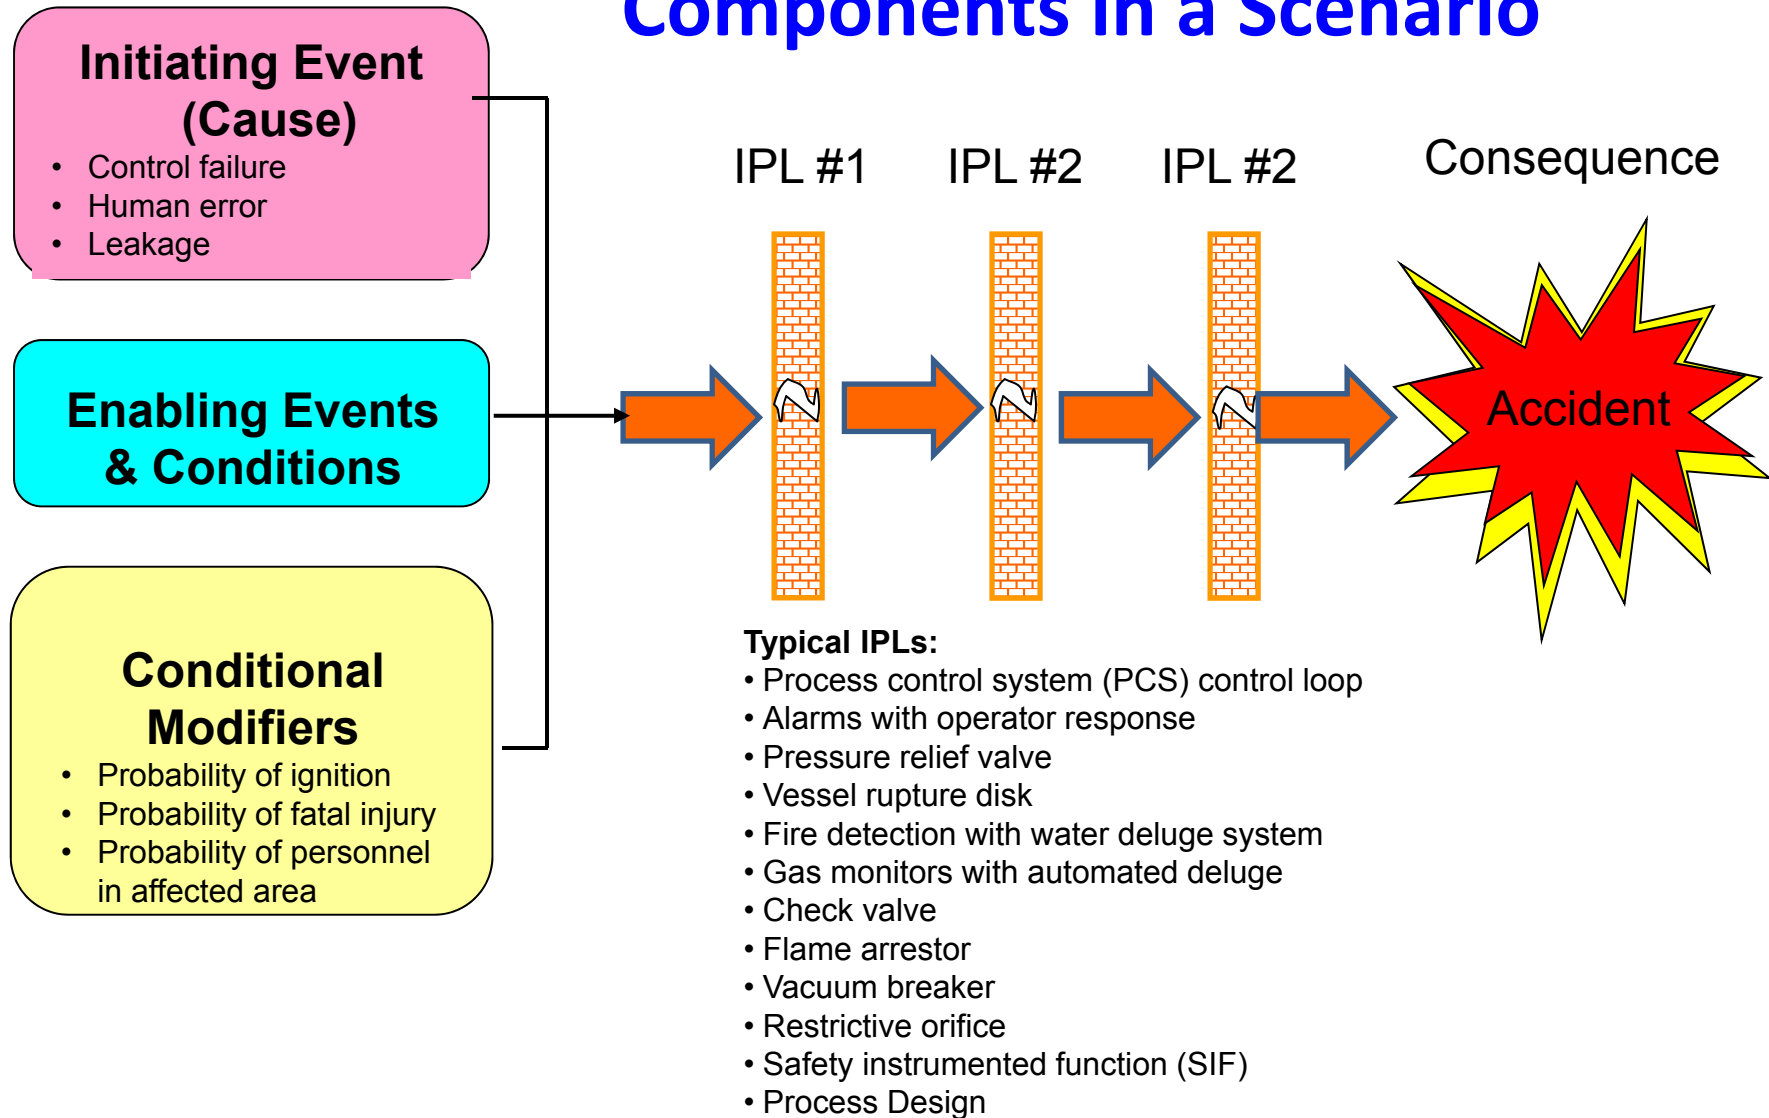 Components in a Scenario
Initiating Event
(Cause)
• Control failure
• Human error
• Leakage
Enabling Events
& Conditions
Conditional
Modifiers
• Probability of ignition
• Probability of fatal injury
• Probability of personnel
in affected area
IPL #1
IPL #2
IPL #2
Consequence
Accident
Typical IPLs:
• Process control system (PCS) control loop
• Alarms with operator response
• Pressure relief valve
• Vessel rupture disk
• Fire detection with water deluge system
• Gas monitors with automated deluge
• Check valve
• Flame arrestor
• Vacuum breaker
• Restrictive orifice
• Safety instrumented function (SIF)
• Process Design